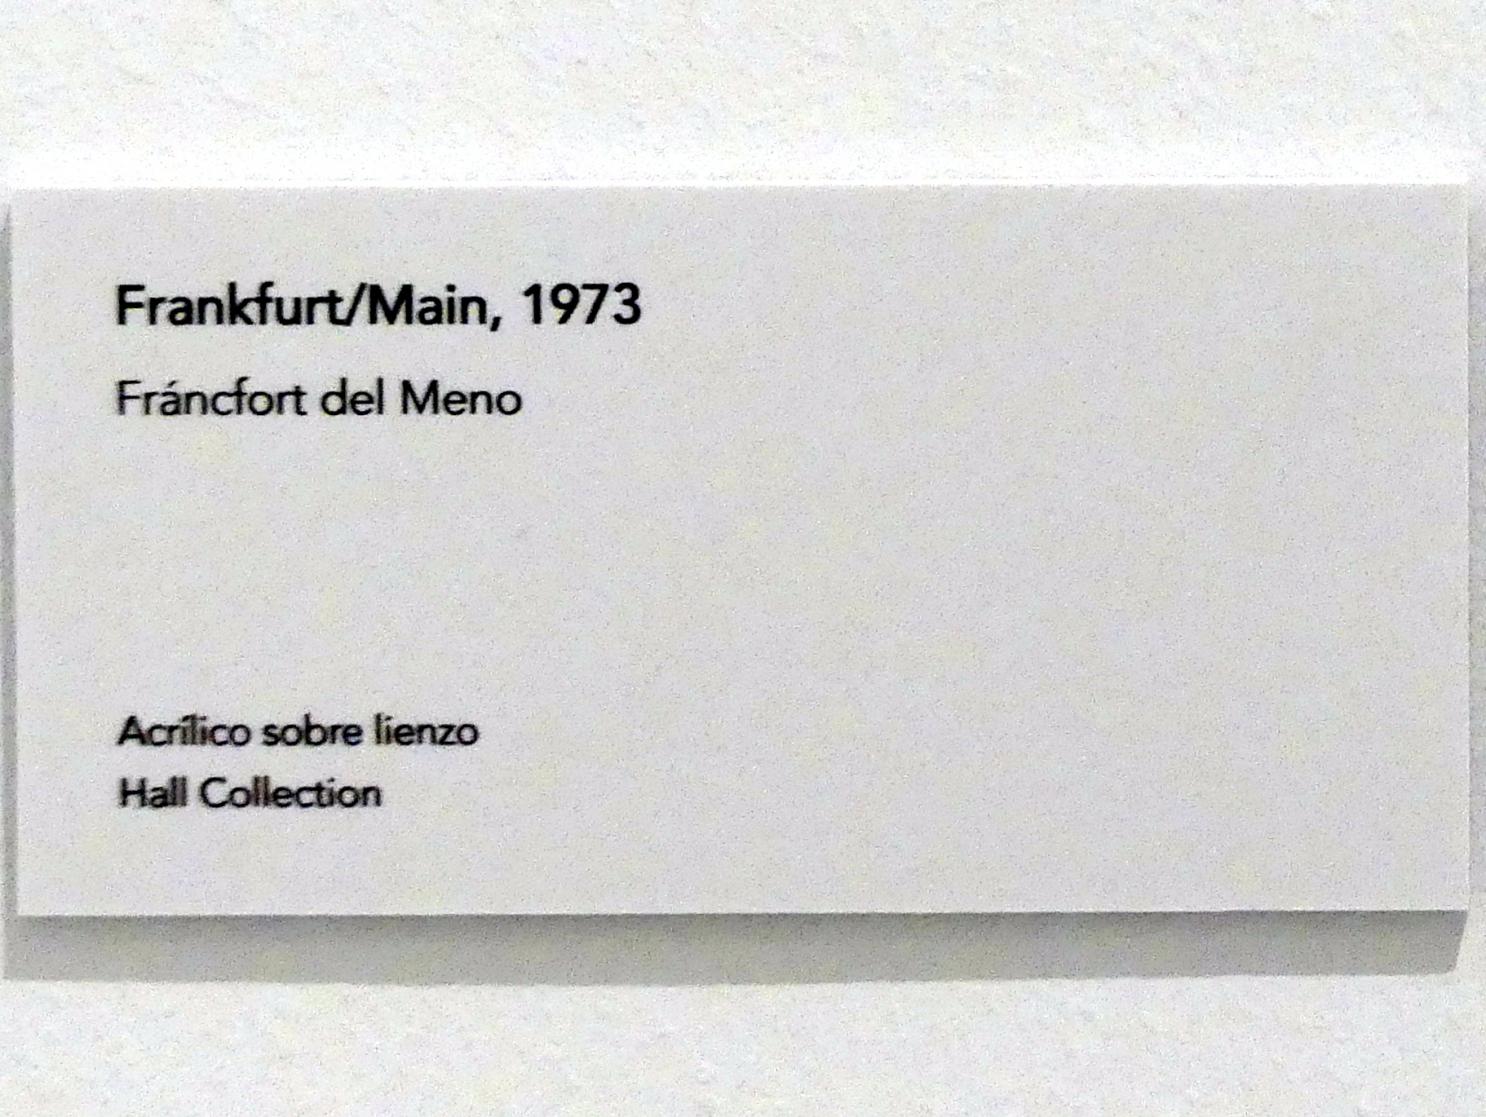 Frankfurt/Main, 1973
Fráncfort del Meno
Acrílico sobre lienzo
Hall Collection